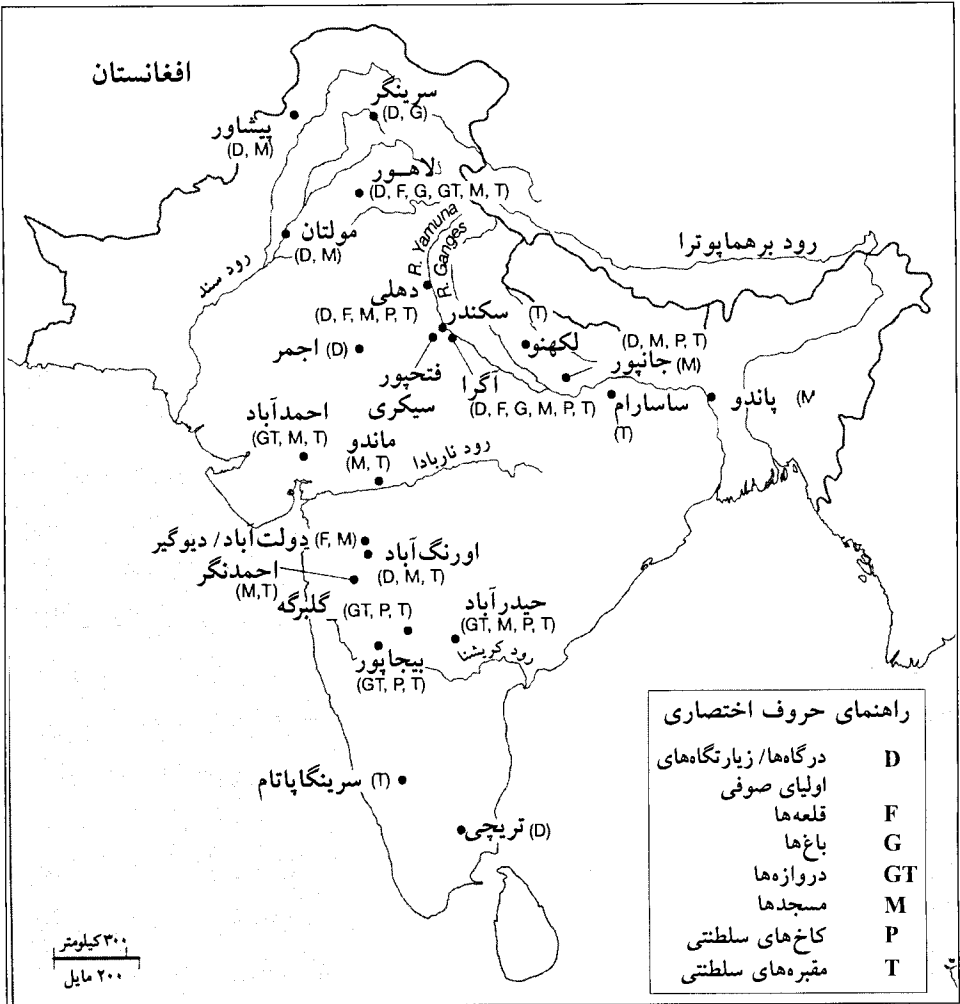 افغانستان
سرینگر
(D, G)
پیشاور
(D, M)
لاهور
(D, F, G, GT, M, T)
مولتان
(D, M)
رود سند
R. Yamuna
R. Ganges
رود برهماپوترا
دهلی
(D, F, M, P, T)
سکندر
(T)
لکهنو
(D, M, P, T)
جانپور (M)
اجمر (D)
فتحپور
سیکری
آگرا
(D, F, G, M, P, T)
ساسارام
(T)
پاندو (M
احمدآباد
(GT, M, T)
ماندو
(M, T)
رود ناربادا
دولت‌آباد/ دیوگیر (F, M)
اورنگ‌آباد
(D, M, T)
احمدنگر
(M,T)
گلبرگه (GT, P, T)
حیدرآباد
(GT, M, P, T)
رود کریشنا
بیجاپور
(GT, P, T)
سرینگاپاتام (T)
تریچی (D)
راهنمای حروف اختصاری
D درگاه‌ها/ زیارتگاه‌های
اولیای صوفی
F قلعه‌ها
G باغ‌ها
GT دروازه‌ها
M مسجدها
P کاخ‌های سلطنتی
T مقبره‌های سلطنتی
۳۰۰ کیلومتر
۲۰۰ مایل